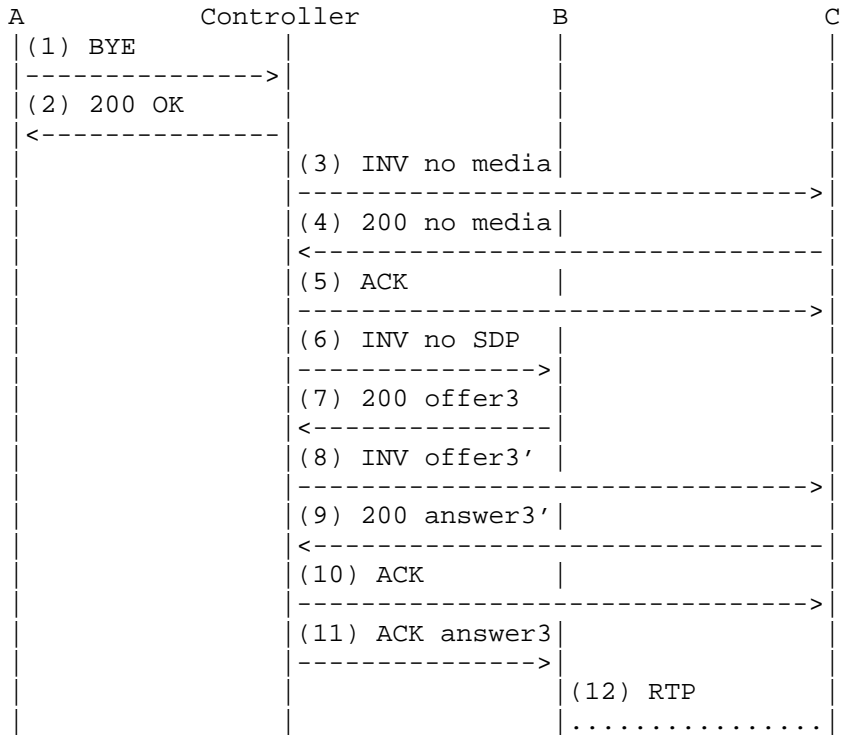 A Controller B C
(1) BYE
(2) 200 OK
(3) INV no media
(4) 200 no media
(5) ACK
(6) INV no SDP
(7) 200 offer3
(8) INV offer3’
(9) 200 answer3’
(10) ACK
(11) ACK answer3
(12) RTP